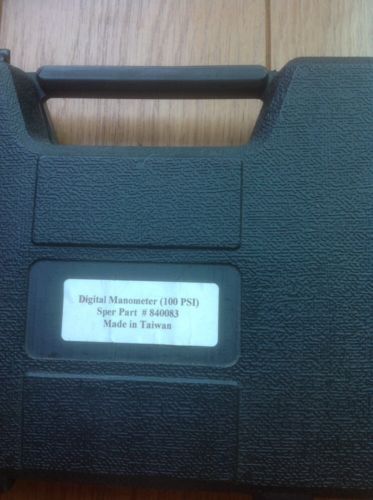 Digital Manometer (100 PSI)
Sper Part # 840083
Made in Taiwan